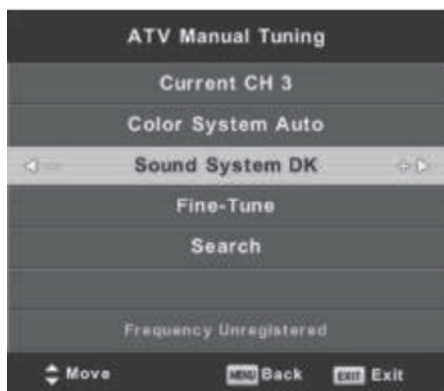 ATV Manual Tuning
Current CH 3
Color System Auto
Sound System DK
Fine-Tune
Search
Frequency Unregistered
Move MENU Back EXIT Exit